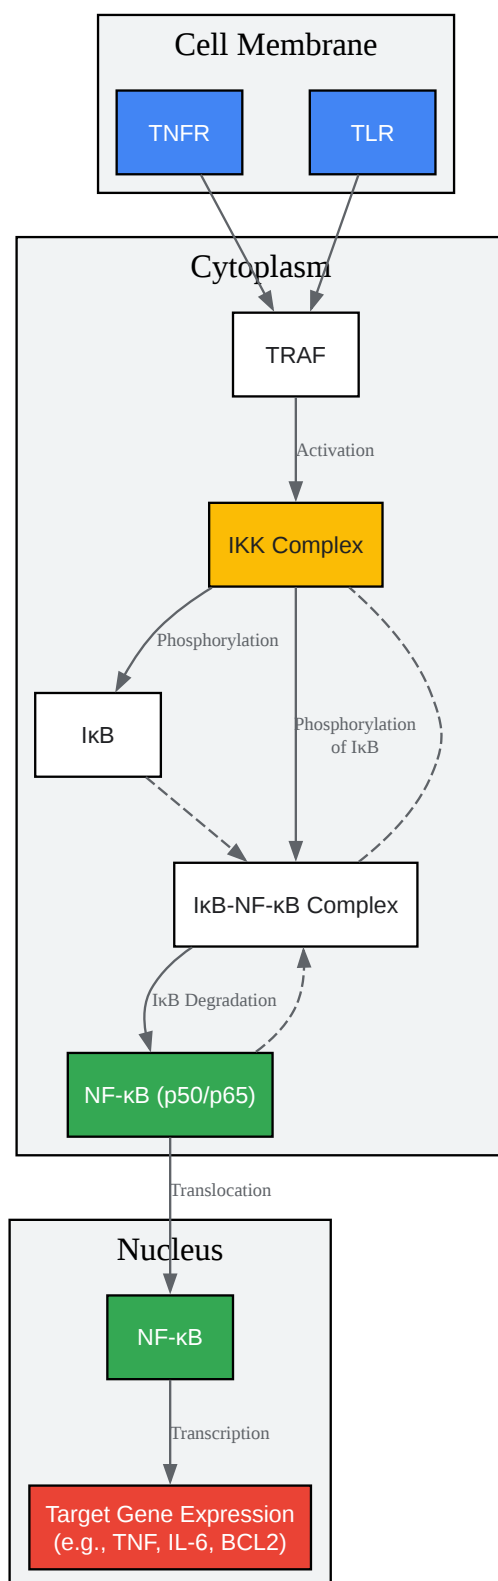 Cell Membrane
TNFR
TLR
Cytoplasm
TRAF
Activation
IKK Complex
Phosphorylation
IκB
Phosphorylation
of IκB
IκB-NF-κB Complex
IκB Degradation
NF-κB (p50/p65)
Translocation
Nucleus
NF-κB
Transcription
Target Gene Expression
(e.g., TNF, IL-6, BCL2)